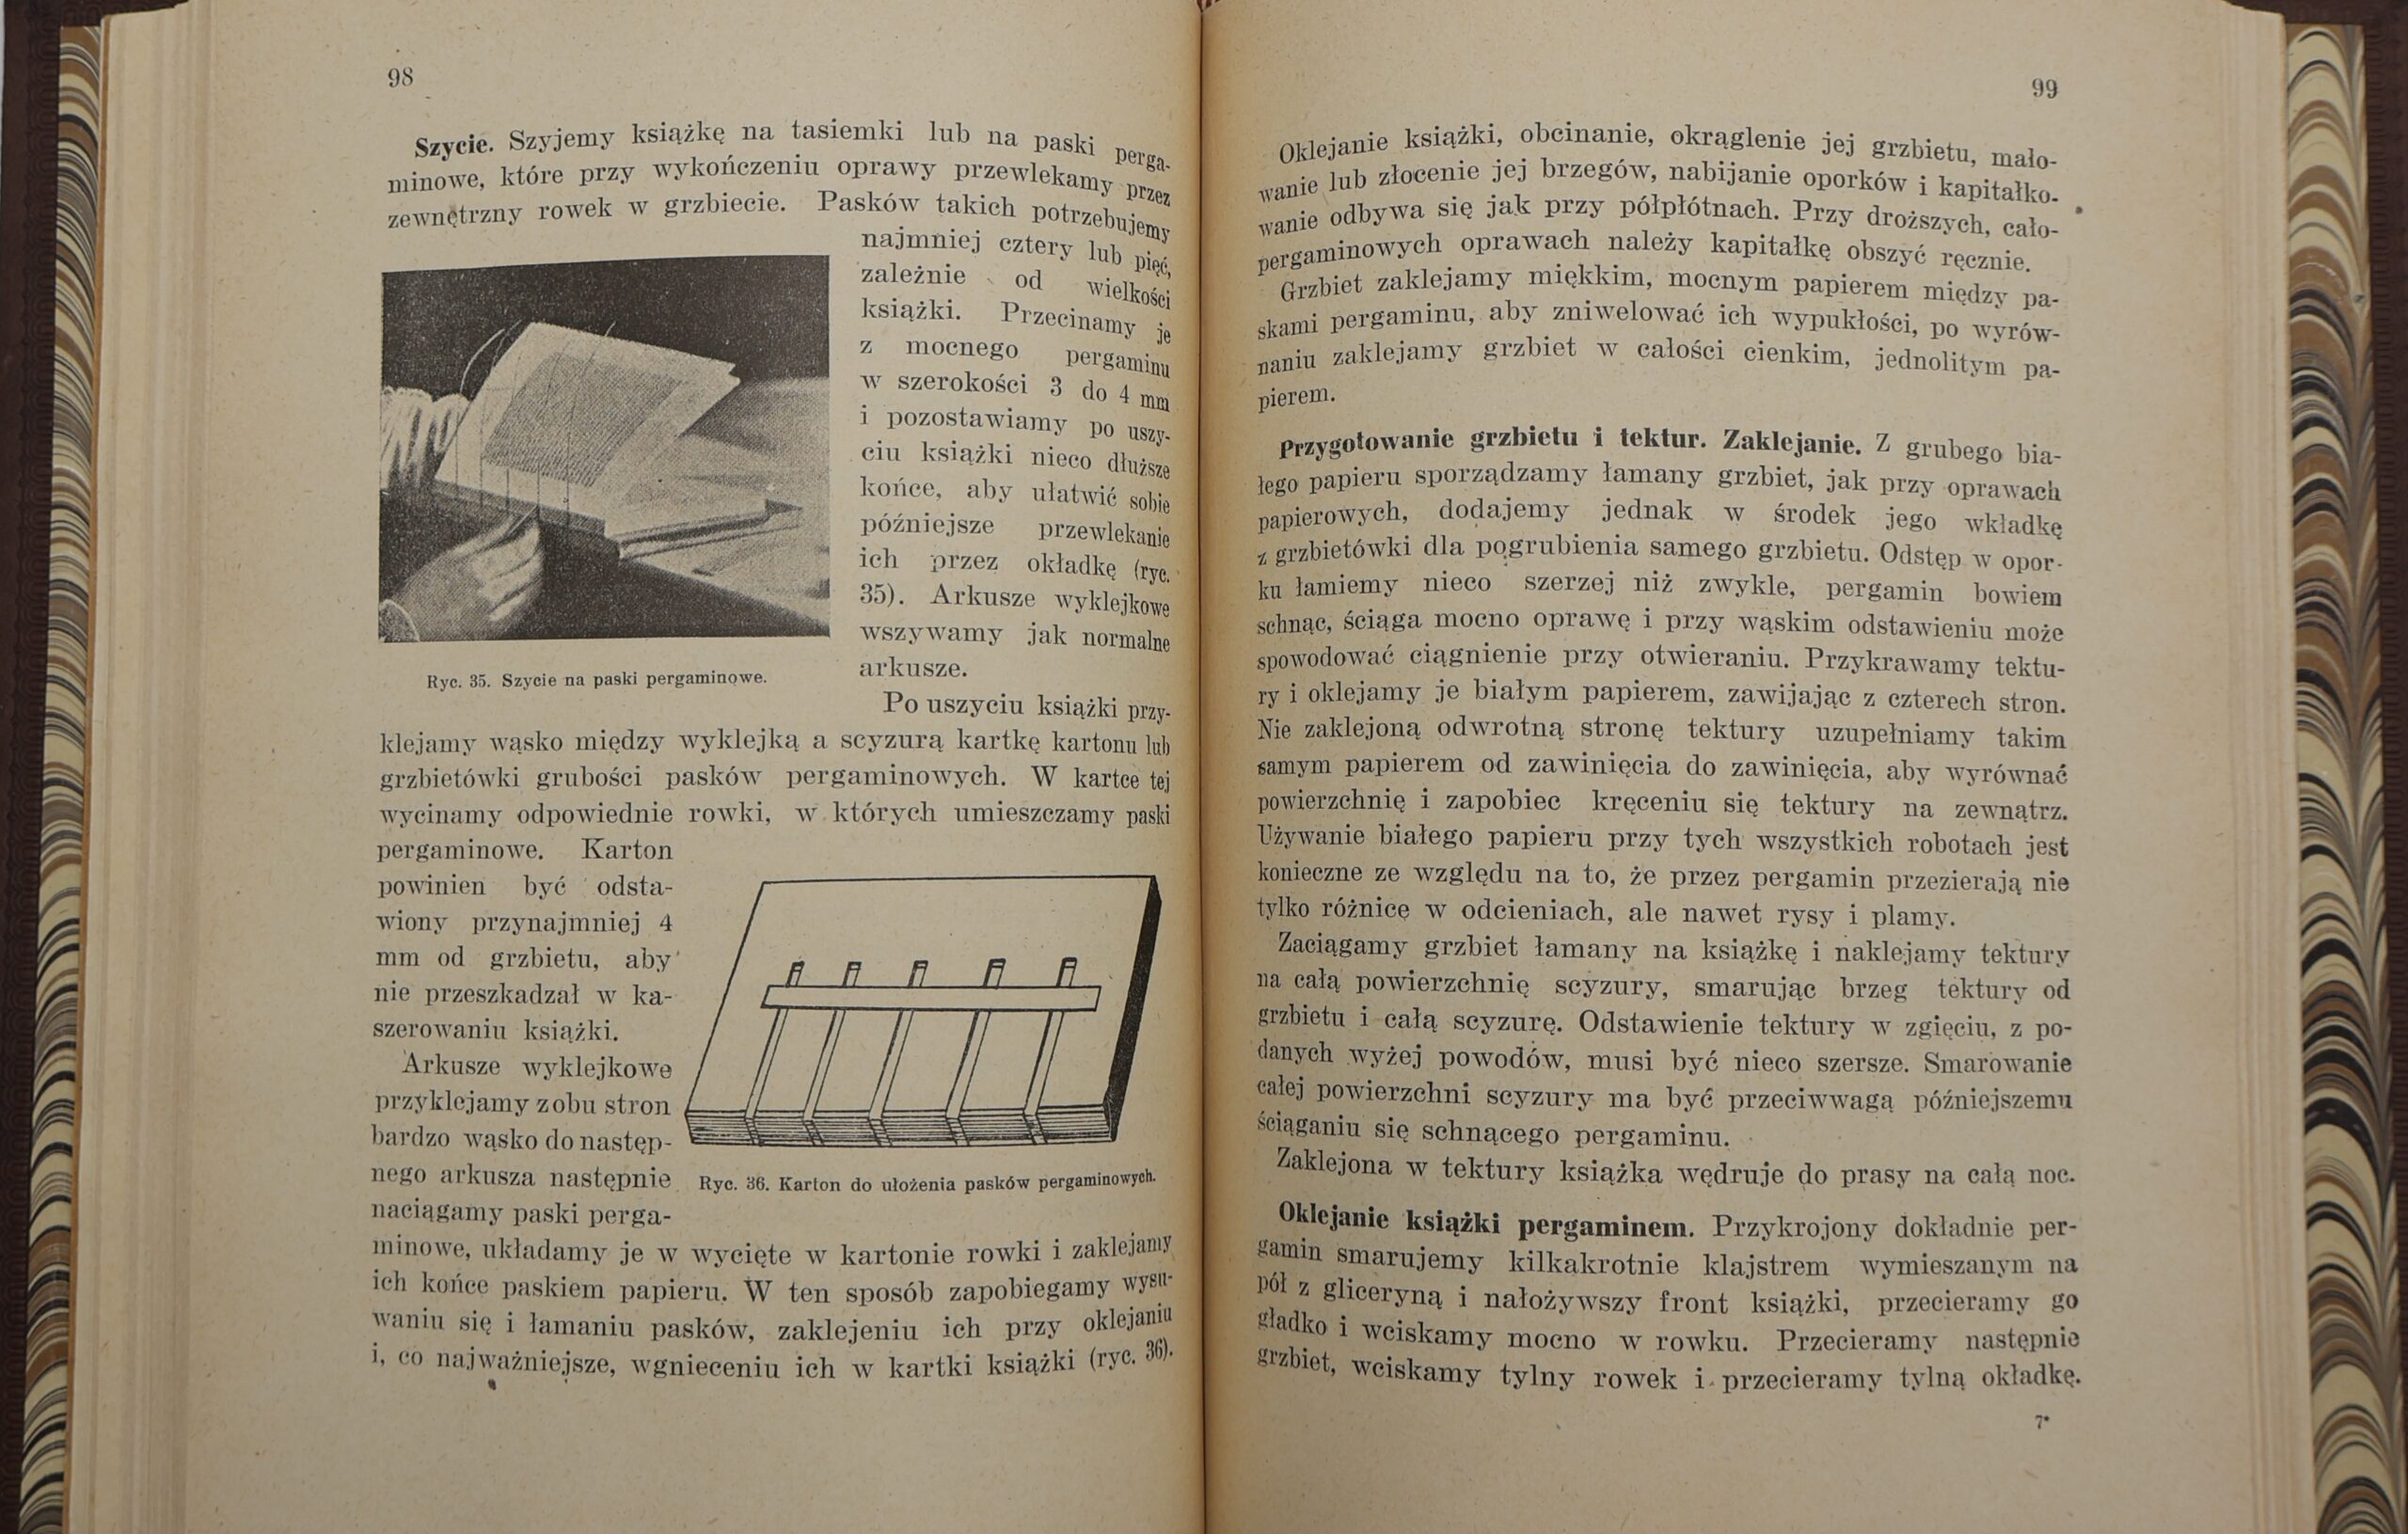 98
Szycie. Szyjemy książkę na tasiemki lub na paski perga-
minowe, które przy wykończeniu oprawy przewlekamy przez
zewnętrzny rowek w grzbiecie. Pasków takich potrzebujemy
najmniej cztery lub pięć,
zależnie od wielkości
książki. Przecinamy je
z mocnego pergaminu
w szerokości 3 do 4 mm
i pozostawiamy po uszy-
ciu książki nieco dłuższe
końce, aby ułatwić sobie
późniejsze przewlekanie
ich przez okładkę (ryc.
35). Arkusze wyklejkowe
wszywamy jak normalne
arkusze.
Ryc. 35. Szycie na paski pergaminowe.
Po uszyciu książki przy-
klejamy wąsko między wyklejką a scyzurą kartkę kartonu lub
grzbietówki grubości pasków pergaminowych. W kartce tej
wycinamy odpowiednie rowki, w których umieszczamy paski
pergaminowe. Karton
powinien być odsta-
wiony przynajmniej 4
mm od grzbietu, aby
nie przeszkadzał w ka-
szerowaniu książki.
Arkusze wyklejkowe
przyklejamy z obu stron
bardzo wąsko do następ-
nego arkusza następnie
naciągamy paski perga-
Ryc. 36. Karton do ułożenia pasków pergaminowych.
minowe, układamy je w wycięte w kartonie rowki i zaklejamy
ich końce paskiem papieru. W ten sposób zapobiegamy wysu-
waniu się i łamaniu pasków, zaklejeniu ich przy oklejaniu
i, co najważniejsze, wgnieceniu ich w kartki książki (ryc. 36).
99
Oklejanie książki, obcinanie, okrąglenie jej grzbietu, malo-
wanie lub złocenie jej brzegów, nabijanie oporków i kapitałko-
wanie odbywa się jak przy półpłótnach. Przy droższych, cało-
pergaminowych oprawach należy kapitałkę obszyć ręcznie.
Grzbiet zaklejamy miękkim, mocnym papierem między pa-
skami pergaminu, aby zniwelować ich wypukłości, po wyrów-
naniu zaklejamy grzbiet w całości cienkim, jednolitym pa-
pierem.
Przygotowanie grzbietu i tektur. Zaklejanie. Z grubego bia-
łego papieru sporządzamy łamany grzbiet, jak przy oprawach
papierowych, dodajemy jednak w środek jego wkładkę
z grzbietówki dla pogrubienia samego grzbietu. Odstęp w opor-
ku łamiemy nieco szerzej niż zwykle, pergamin bowiem
schnąc, ściąga mocno oprawę i przy wąskim odstawieniu może
spowodować ciągnienie przy otwieraniu. Przykrawamy tektu-
ry i oklejamy je białym papierem, zawijając z czterech stron.
Nie zaklejoną odwrotną stronę tektury uzupełniamy takim
samym papierem od zawinięcia do zawinięcia, aby wyrównać
powierzchnię i zapobiec kręceniu się tektury na zewnątrz.
Używanie białego papieru przy tych wszystkich robotach jest
konieczne ze względu na to, że przez pergamin przezierają nie
tylko różnice w odcieniach, ale nawet rysy i plamy.
Zaciągamy grzbiet łamany na książkę i naklejamy tektury
na całą powierzchnię scyzury, smarując brzeg tektury od
grzbietu i całą scyzurę. Odstawienie tektury w zgięciu, z po-
danych wyżej powodów, musi być nieco szersze. Smarowanie
całej powierzchni scyzury ma być przeciwwagą późniejszemu
ściąganiu się schnącego pergaminu.
Zaklejona w tektury książka wędruje do prasy na całą noc.
Oklejanie książki pergaminem. Przykrojony dokładnie per-
gamin smarujemy kilkakrotnie klajstrem wymieszanym na
pół z gliceryną i nałożywszy front książki, przecieramy go
gładko i wciskamy mocno w rowku. Przecieramy następnie
grzbiet, wciskamy tylny rowek i przecieramy tylną okładkę.
7*